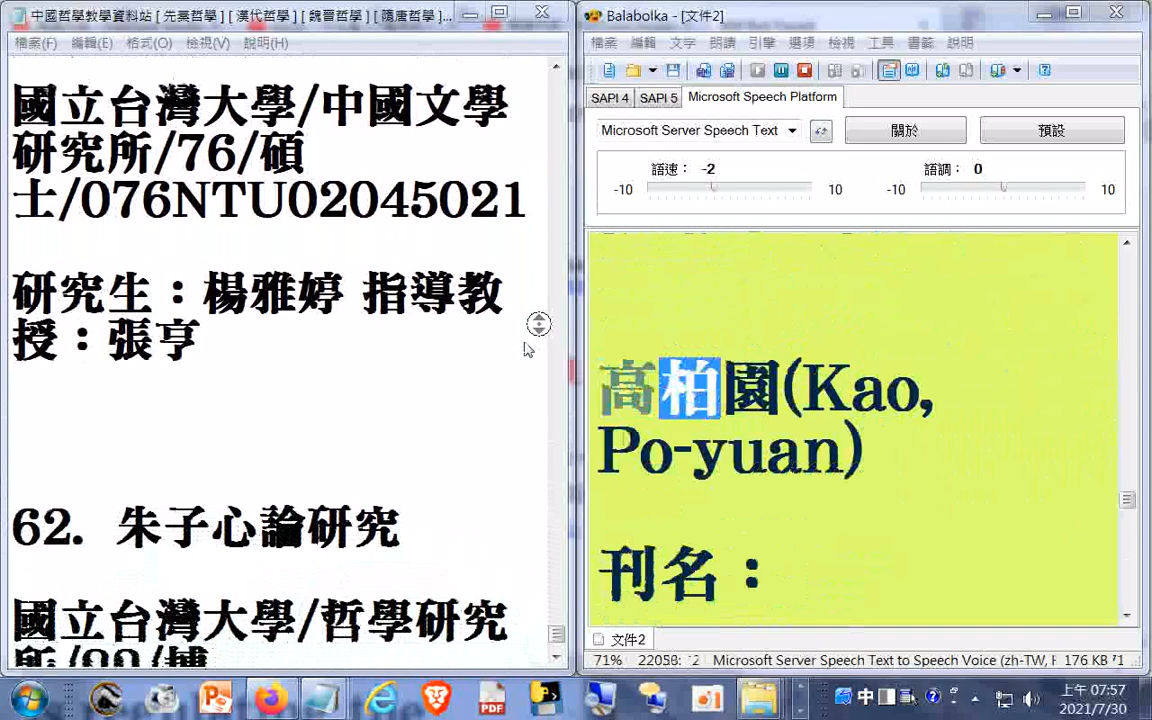 中國哲學教學資料站 [ 先秦哲學 ] [ 漢代哲學 ] [ 魏晉哲學 ] [ 隋唐哲學 ]...
檔案(F) 編輯(E) 格式(O) 檢視(V) 說明(H)
國立台灣大學/中國文學
研究所/76/碩
士/076NTU02045021
研究生：楊雅婷 指導教
授：張亨
62. 朱子心論研究
國立台灣大學/哲學研究
Balabolka - [文件2]
檔案 編輯 文字 朗讀 引擎 選項 檢視 工具 書籤 說明
SAPI 4 SAPI 5 Microsoft Speech Platform
Microsoft Server Speech Text 關於 預設
語速： -2 語調： 0
-10 10 -10 10
高柏園(Kao,
Po-yuan)
刊名：
文件2
71% Microsoft Server Speech Text to Speech Voice (zh-TW, 176 KB
中
上午 07:57
2021/7/30